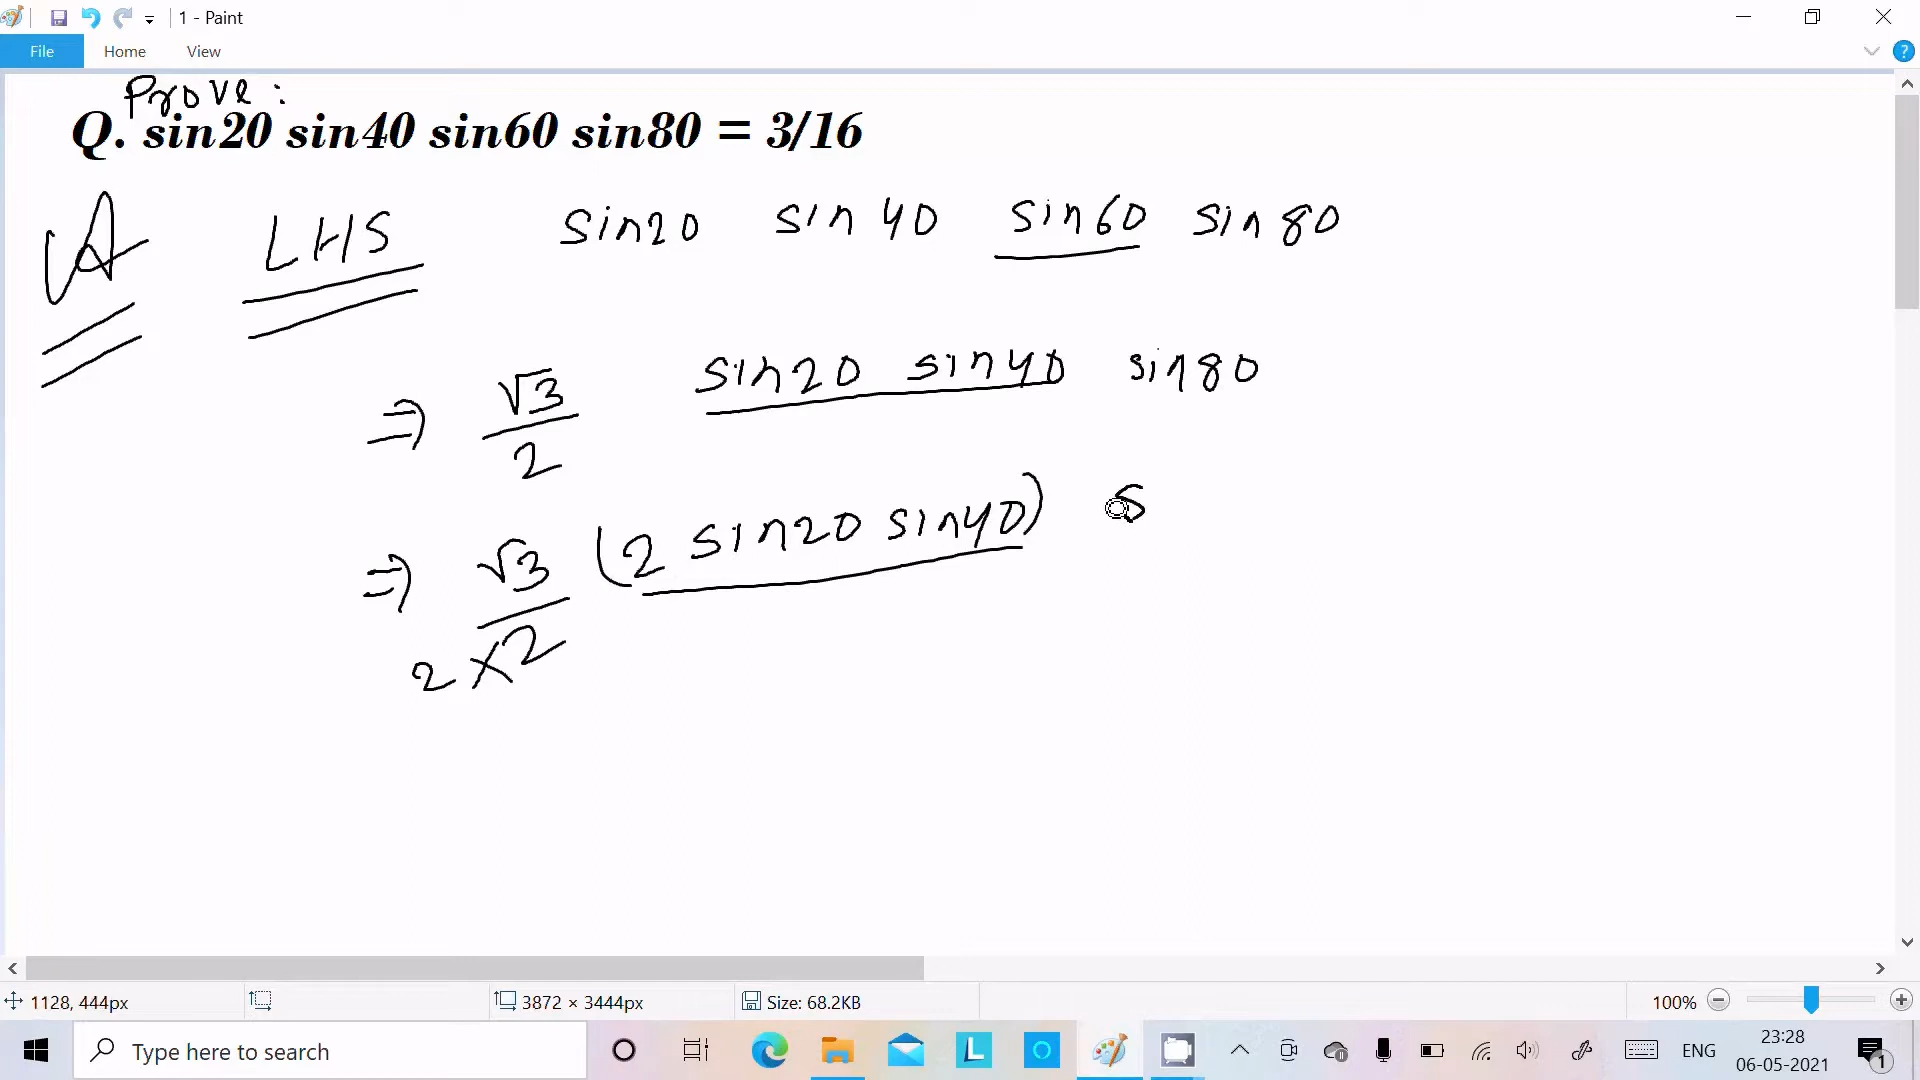 1 - Paint
File Home View
Prove:
Q. sin20 sin40 sin60 sin80 = 3/16
A LHS sin20 sin40 sin60 sin80
⇒ √3/2 sin20 sin40 sin80
⇒ √3/2×2 (2 sin20 sin40) s
1128, 444px 3872 × 3444px Size: 68.2KB 100%
Type here to search L ENG 23:28
06-05-2021 1